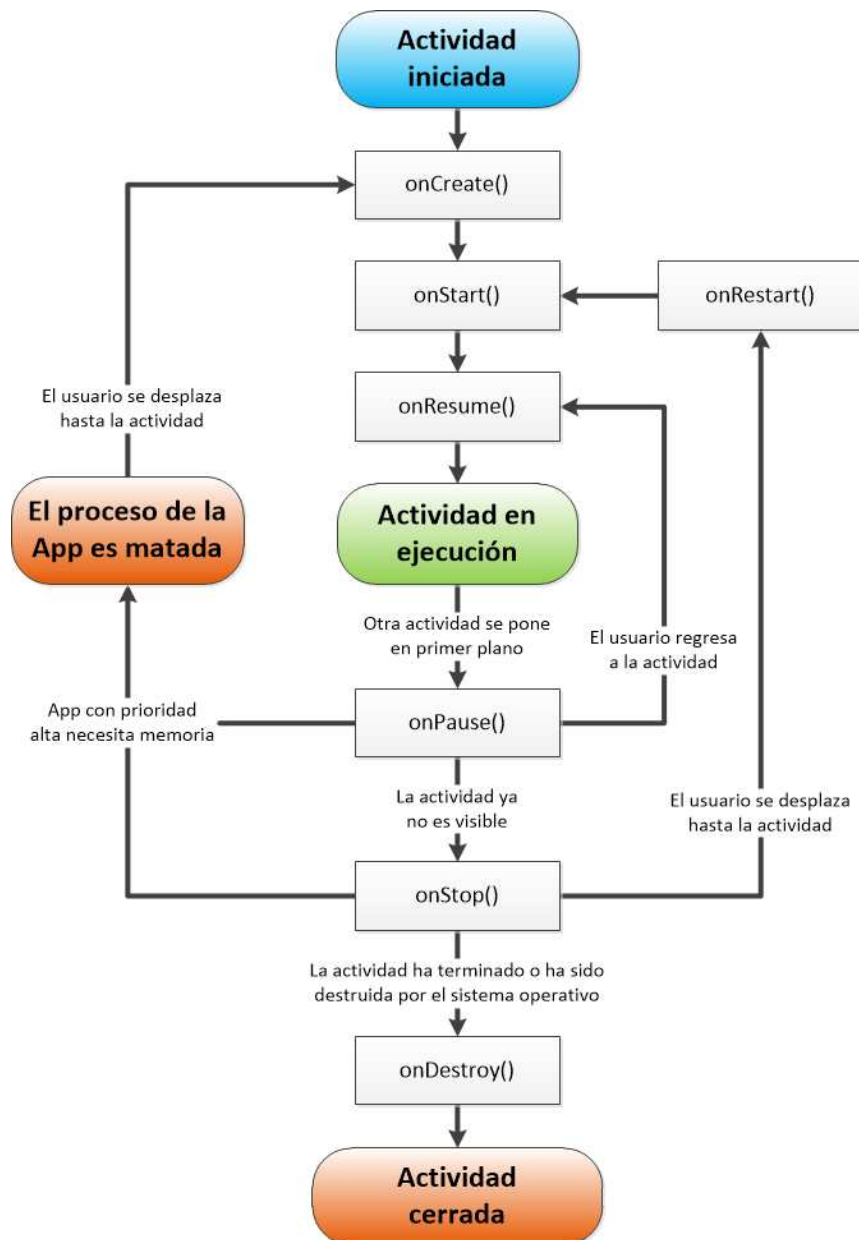 Actividad
iniciada
onCreate()
onStart()
onRestart()
onResume()
El usuario se desplaza
hasta la actividad
El proceso de la
App es matada
Actividad en
ejecución
Otra actividad se pone
en primer plano
El usuario regresa
a la actividad
App con prioridad
alta necesita memoria
onPause()
La actividad ya
no es visible
El usuario se desplaza
hasta la actividad
onStop()
La actividad ha terminado o ha sido
destruida por el sistema operativo
onDestroy()
Actividad
cerrada